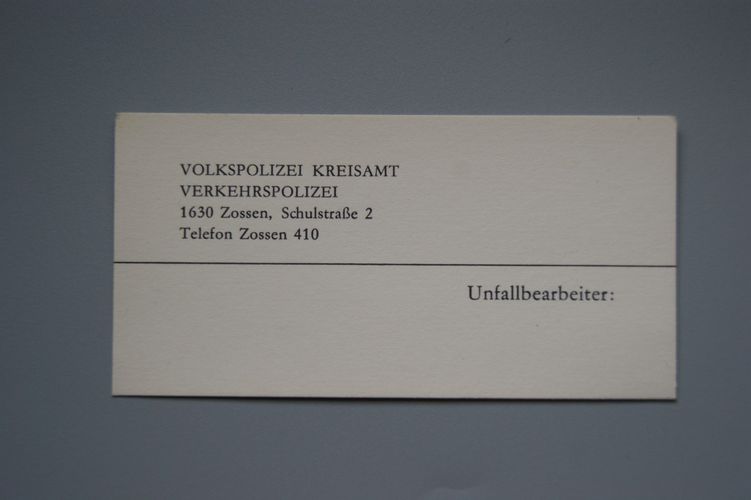 VOLKSPOLIZEI KREISAMT
VERKEHRSPOLIZEI
1630 Zossen, Schulstraße 2
Telefon Zossen 410
Unfallbearbeiter: